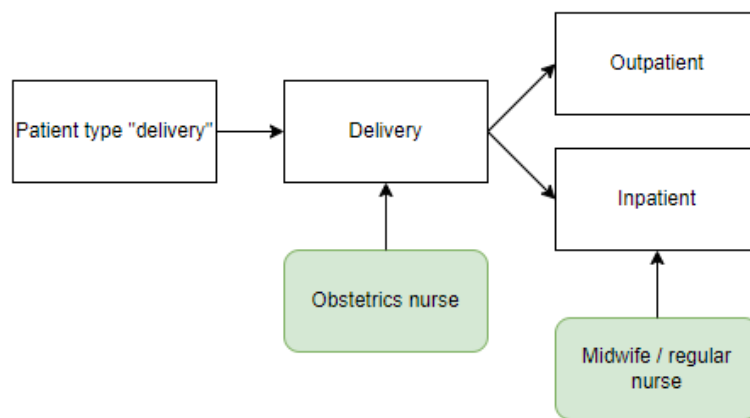 Outpatient
Patient type "delivery"
Delivery
Inpatient
Obstetrics nurse
Midwife / regular
nurse